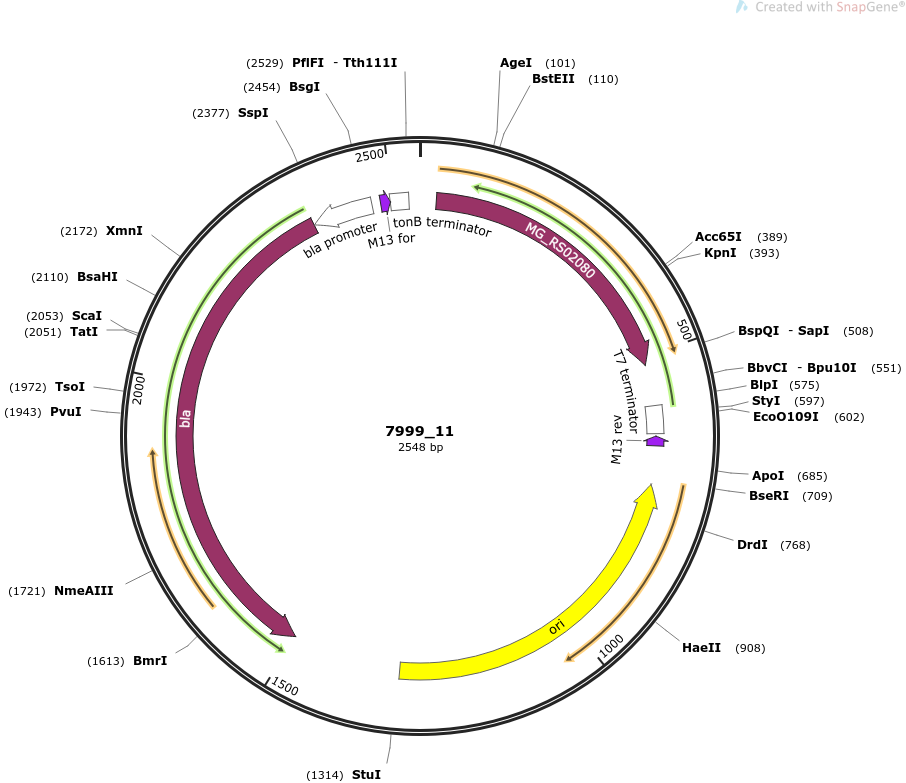 Created with SnapGene®
(2529) PflFI - Tth111I
(2454) BsgI
(2377) SspI
AgeI (101)
BstEII (110)
2500
tonB terminator
bla promoter
M13 for
MG_RS02080
(2172) XmnI
(2110) BsaHI
(2053) ScaI
(2051) TatI
(1972) TsoI
(1943) PvuI
2000
bla
Acc65I (389)
KpnI (393)
500
BspQI - SapI (508)
BbvCI - Bpu10I (551)
BlpI (575)
StyI (597)
EcoO109I (602)
T7 terminator
M13 rev
7999_11
2548 bp
ApoI (685)
BseRI (709)
DrdI (768)
HaeII (908)
ori
1000
(1721) NmeAIII
(1613) BmrI
1500
(1314) StuI